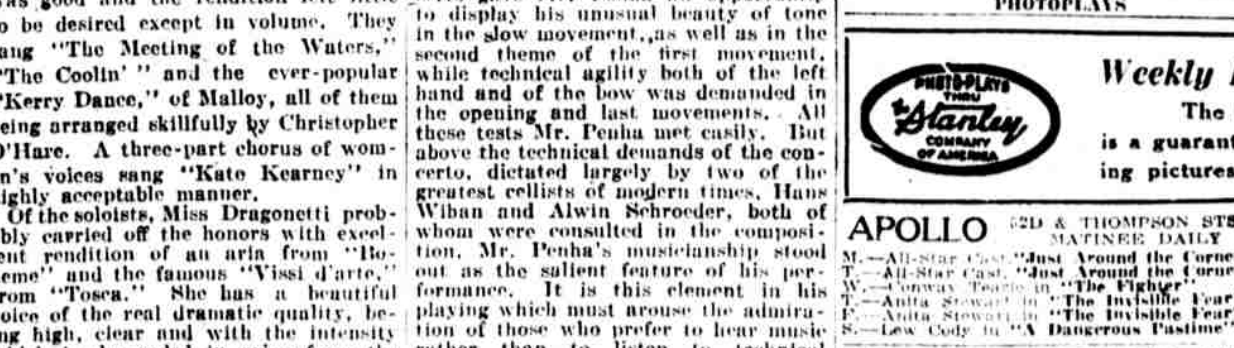 to be desired except in volume. They
sang "The Meeting of the Waters,"
"The Coolin' " and the ever-popular
"Kerry Dance," of Malloy, all of them
being arranged skillfully by Christopher
O'Hare. A three-part chorus of wom-
en's voices sang "Kate Kearney" in
highly acceptable manner.
Of the soloists, Miss Dragonetti prob-
ably carried off the honors with excel-
lent rendition of an aria from "Bo-
heme" and the famous "Vissi d'arte,"
from "Tosca." She has a beautiful
voice of the real dramatic quality, be-
ing high, clear and with the intensity
to display his unusual beauty of tone
in the slow movement, as well as in the
second theme of the first movement,
while technical agility both of the left
hand and of the bow was demanded in
the opening and last movements. All
these tests Mr. Penha met easily. But
above the technical demands of the con-
certo, dictated largely by two of the
greatest cellists of modern times, Hans
Wihan and Alwin Schroeder, both of
whom were consulted in the composi-
tion, Mr. Penha's musicianship stood
out as the salient feature of his per-
formance. It is this element in his
playing which must arouse the admira-
tion of those who prefer to hear music
rather than to listen to technical
PHOTOPLAYS
PHOTO-PLAYS
THRU
the Stanley
COMPANY
OF AMERICA
Weekly
The
is a guarant
ing pictures
APOLLO 52D & THOMPSON STS
MATINEE DAILY
M.—All-Star Cast, "Just Around the Corne
T.—All-Star Cast, "Just Around the Corne
W.—Conway Tearle in "The Fighter"
T.—Anita Stewart in "The Invisible Fear
F.—Anita Stewart in "The Invisible Fear
S.—Lew Cody in "A Dangerous Pastime"